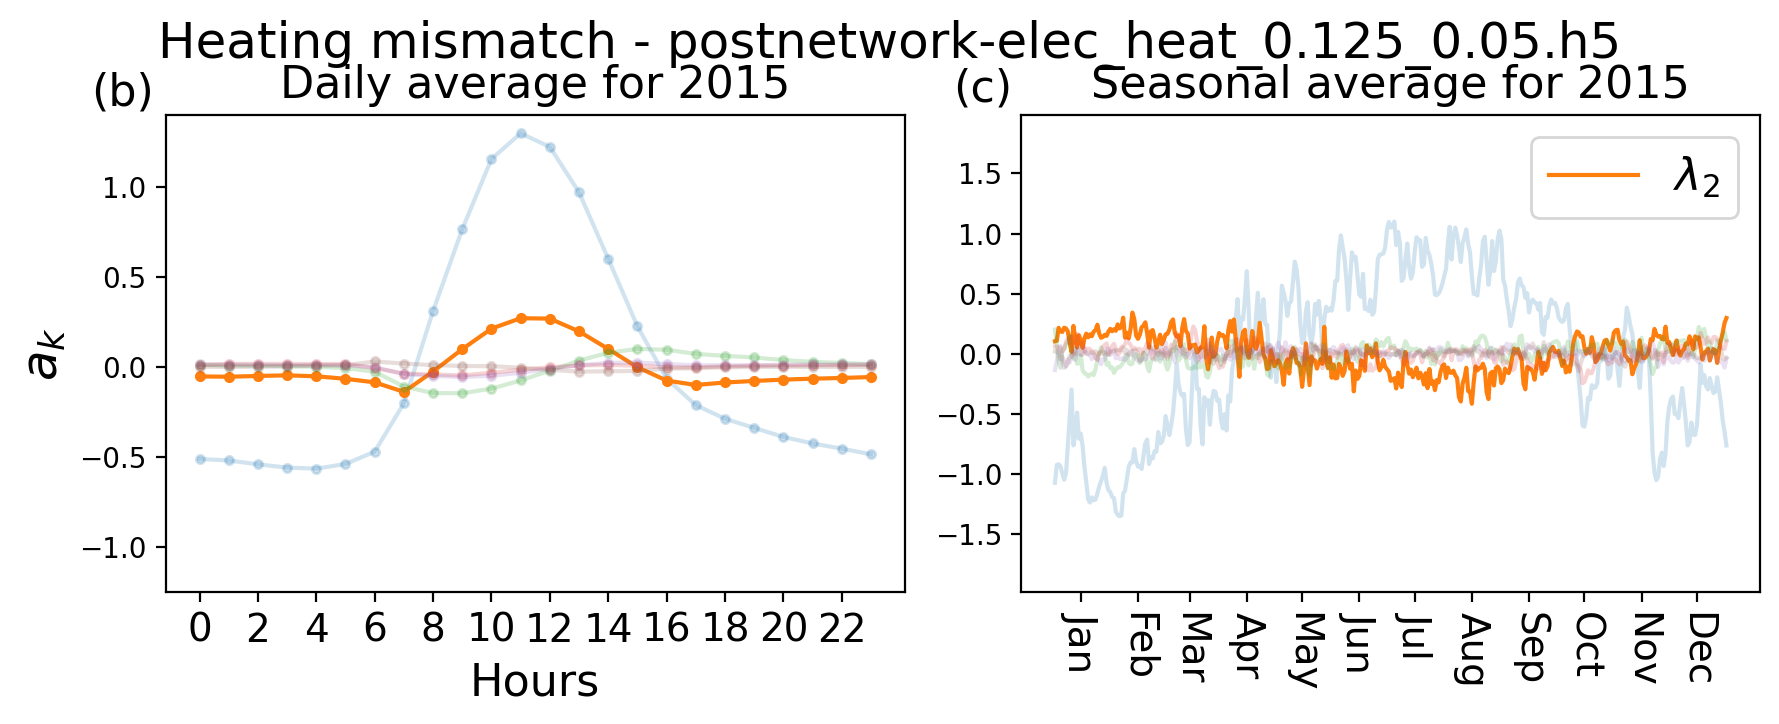 Heating mismatch - postnetwork-elec_heat_0.125_0.05.h5
(b) Daily average for 2015
1.0
0.5
0.0
−0.5
−1.0
a_k
0 2 4 6 8 10 12 14 16 18 20 22
Hours
(c) Seasonal average for 2015
λ₂
1.5
1.0
0.5
0.0
−0.5
−1.0
−1.5
Jan Feb Mar Apr May Jun Jul Aug Sep Oct Nov Dec